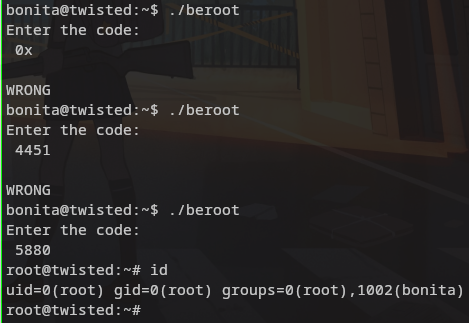 bonita@twisted:~$ ./beroot
Enter the code:
 0x

WRONG
bonita@twisted:~$ ./beroot
Enter the code:
 4451

WRONG
bonita@twisted:~$ ./beroot
Enter the code:
 5880
root@twisted:~# id
uid=0(root) gid=0(root) groups=0(root),1002(bonita)
root@twisted:~#